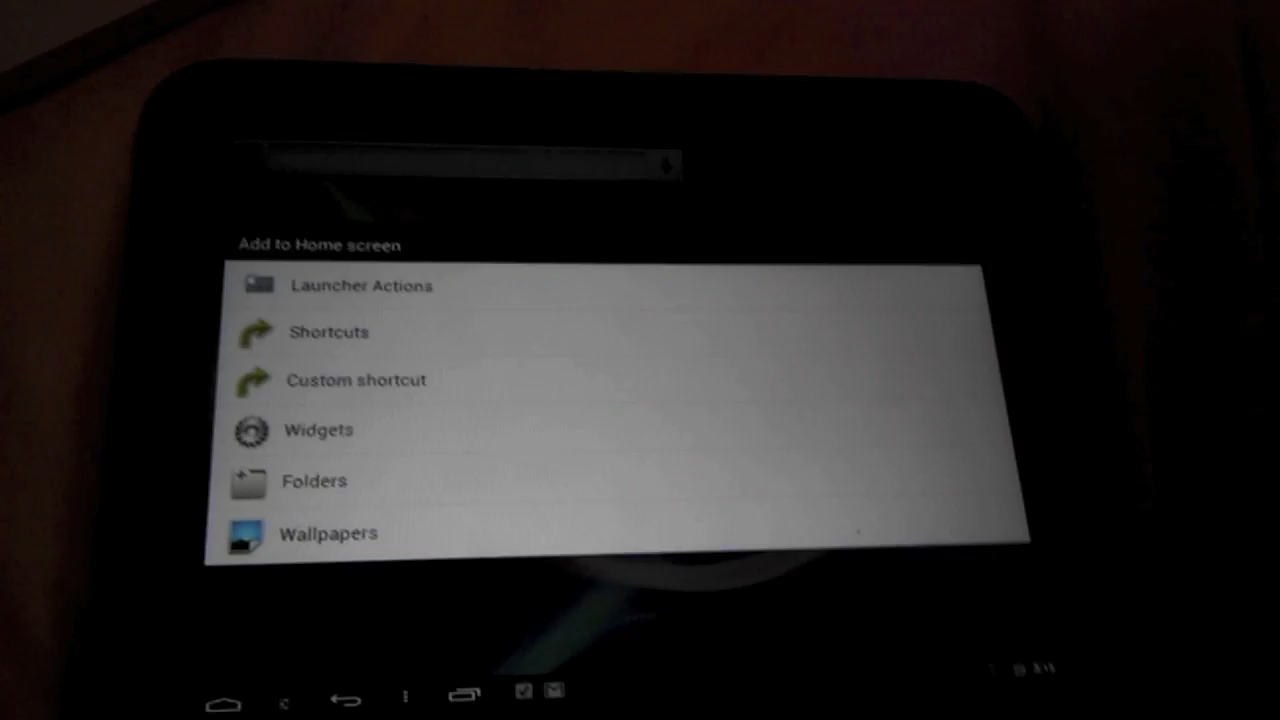 Add to Home screen
Launcher Actions
Shortcuts
Custom shortcut
Widgets
Folders
Wallpapers